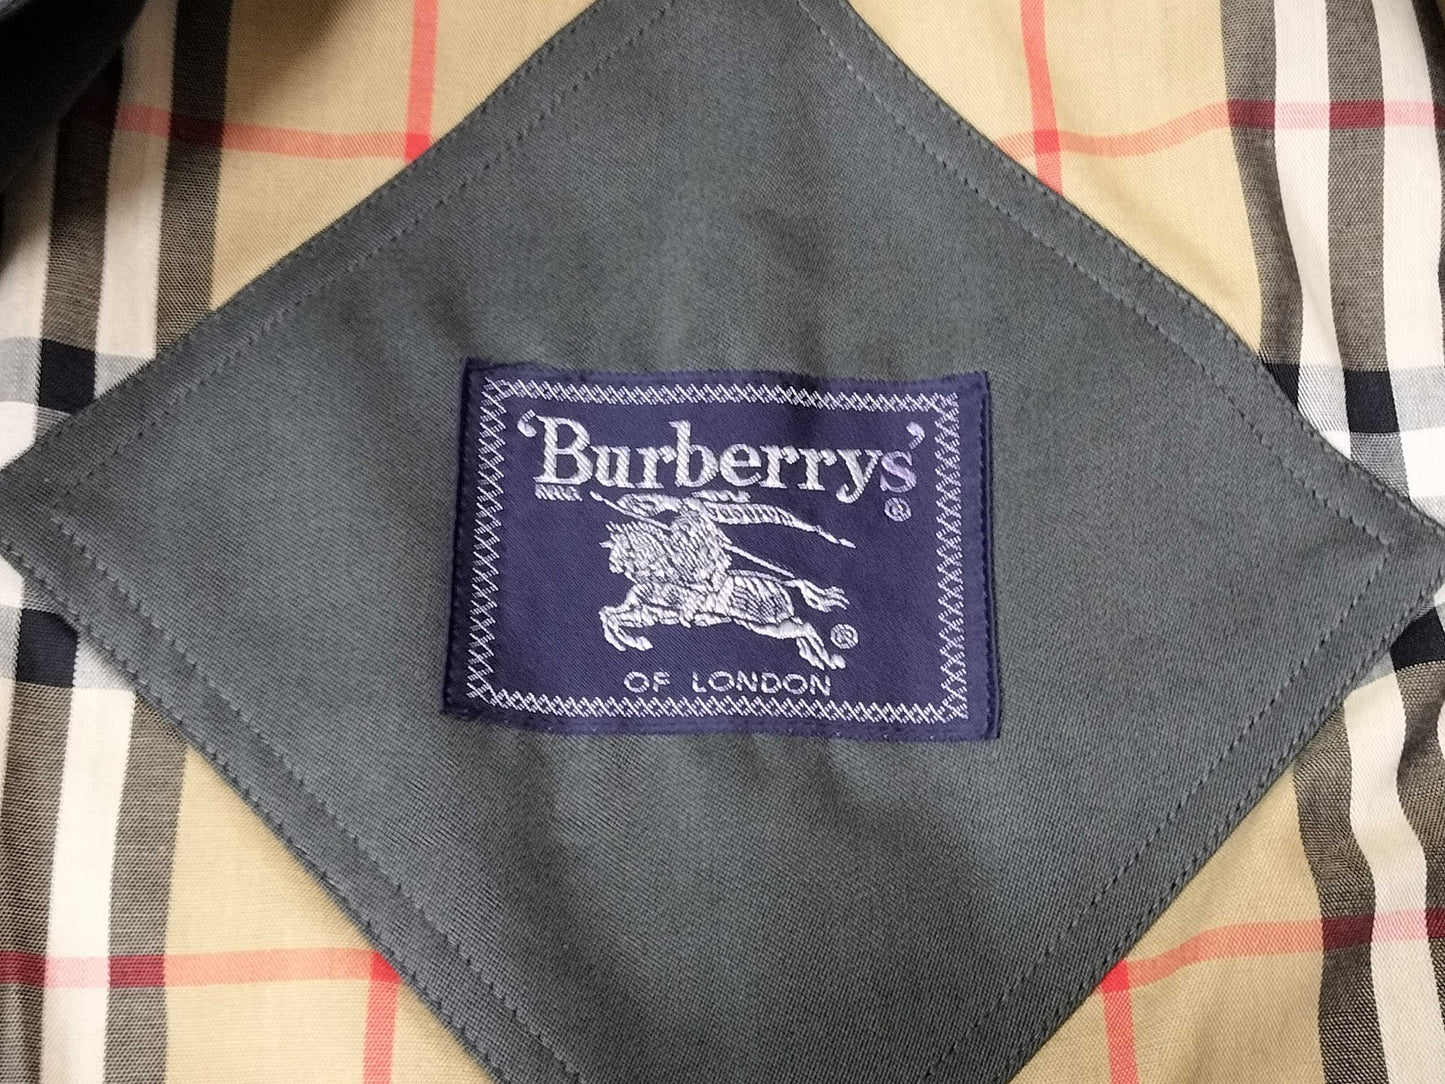 ‘Burberrys’
®
®
OF LONDON